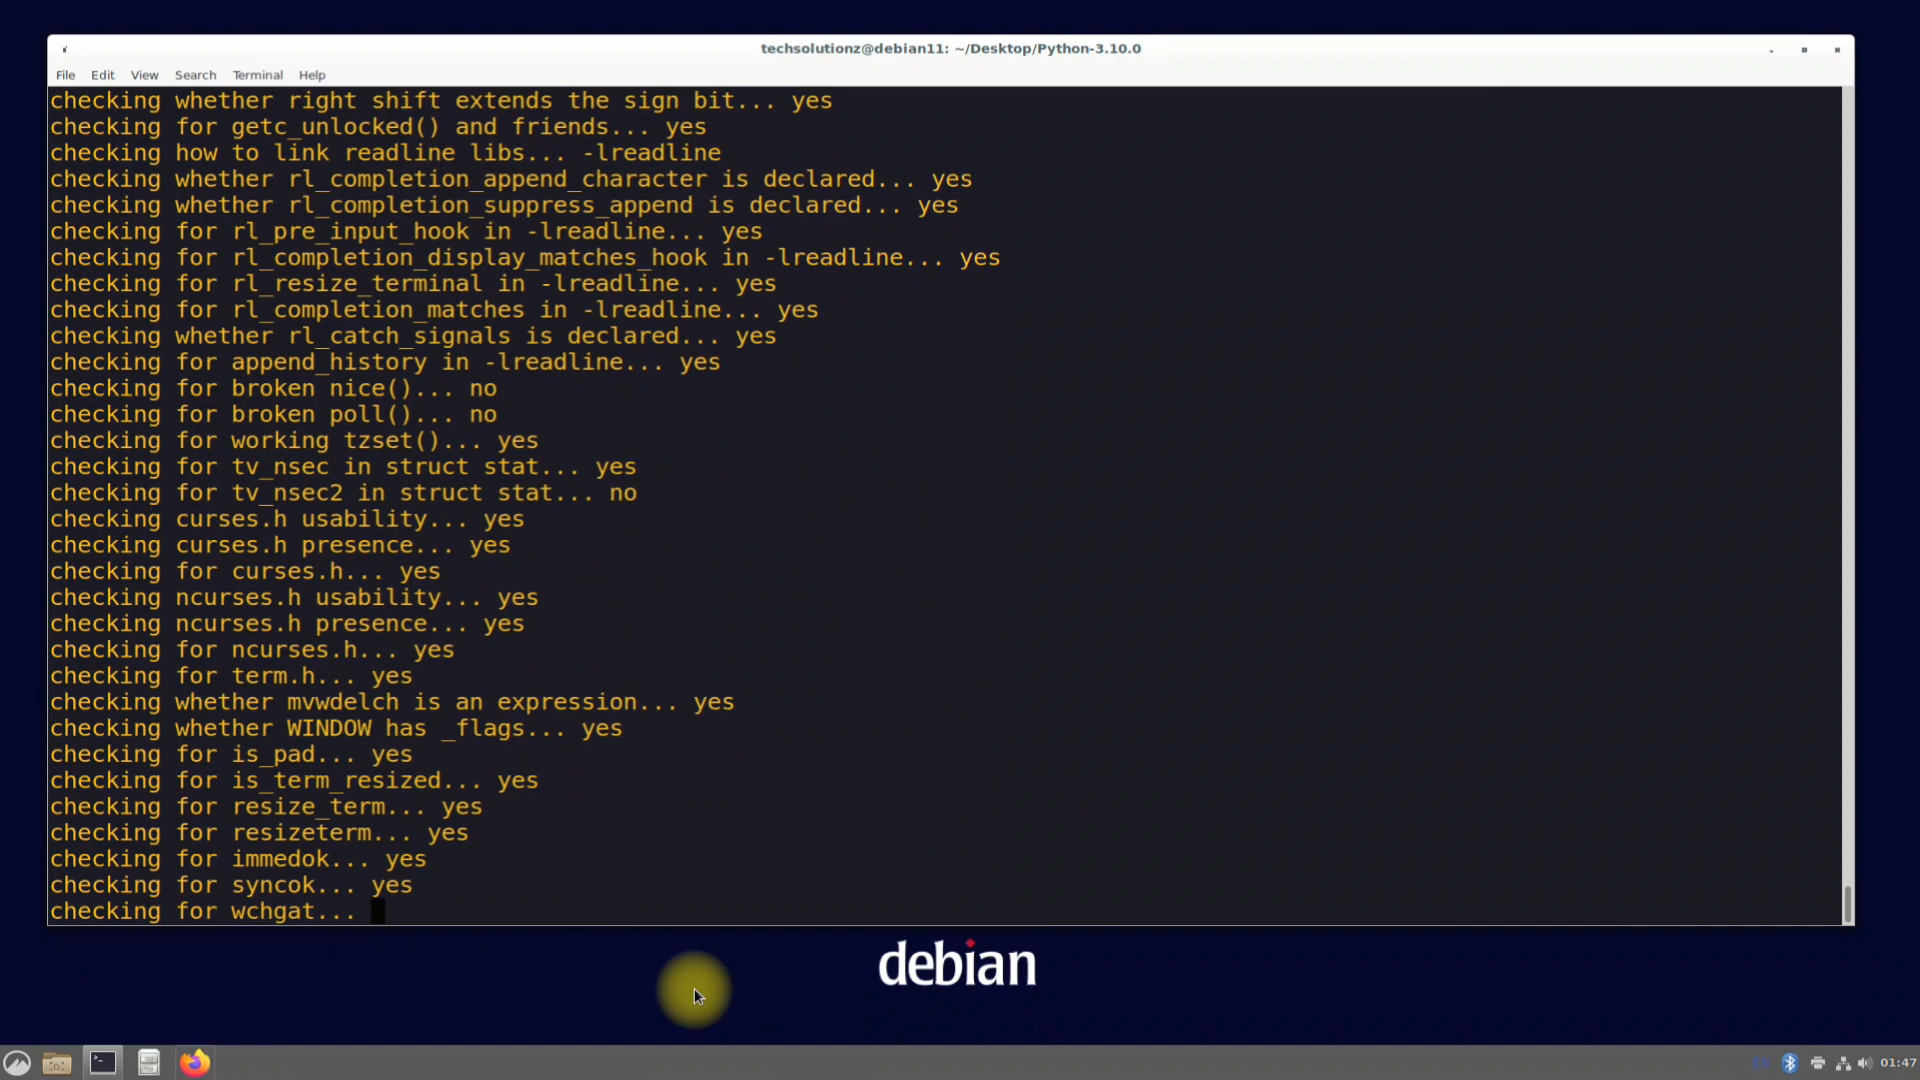 techsolutionz@debian11: ~/Desktop/Python-3.10.0
File Edit View Search Terminal Help
checking whether right shift extends the sign bit... yes
checking for getc_unlocked() and friends... yes
checking how to link readline libs... -lreadline
checking whether rl_completion_append_character is declared... yes
checking whether rl_completion_suppress_append is declared... yes
checking for rl_pre_input_hook in -lreadline... yes
checking for rl_completion_display_matches_hook in -lreadline... yes
checking for rl_resize_terminal in -lreadline... yes
checking for rl_completion_matches in -lreadline... yes
checking whether rl_catch_signals is declared... yes
checking for append_history in -lreadline... yes
checking for broken nice()... no
checking for broken poll()... no
checking for working tzset()... yes
checking for tv_nsec in struct stat... yes
checking for tv_nsec2 in struct stat... no
checking curses.h usability... yes
checking curses.h presence... yes
checking for curses.h... yes
checking ncurses.h usability... yes
checking ncurses.h presence... yes
checking for ncurses.h... yes
checking for term.h... yes
checking whether mvwdelch is an expression... yes
checking whether WINDOW has _flags... yes
checking for is_pad... yes
checking for is_term_resized... yes
checking for resize_term... yes
checking for resizeterm... yes
checking for immedok... yes
checking for syncok... yes
checking for wchgat...
debian
01:47